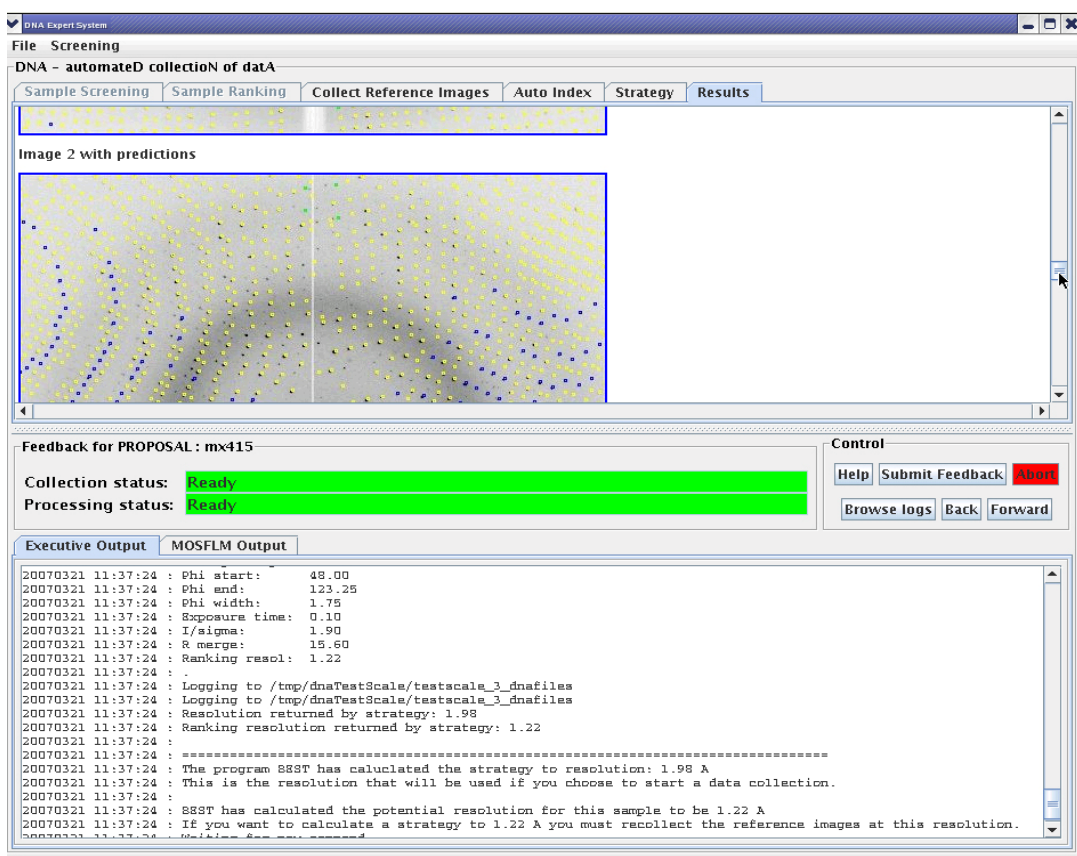 DNA Expert System
File Screening
DNA - automateD collectioN of datA
Sample Screening Sample Ranking Collect Reference Images Auto Index Strategy Results
Image 2 with predictions
Feedback for PROPOSAL : mx415
Collection status: Ready
Processing status: Ready
Control
Help Submit Feedback Abort
Browse logs Back Forward
Executive Output MOSFLM Output
20070321 11:37:24 : Phi start: 48.00
20070321 11:37:24 : Phi end: 123.25
20070321 11:37:24 : Phi width: 1.75
20070321 11:37:24 : Exposure time: 0.10
20070321 11:37:24 : I/sigma: 1.90
20070321 11:37:24 : R merge: 15.60
20070321 11:37:24 : Ranking resol: 1.22
20070321 11:37:24 : .
20070321 11:37:24 : Logging to /tmp/dnaTestScale/testscale_3_dnafiles
20070321 11:37:24 : Logging to /tmp/dnaTestScale/testscale_3_dnafiles
20070321 11:37:24 : Resolution returned by strategy: 1.98
20070321 11:37:24 : Ranking resolution returned by strategy: 1.22
20070321 11:37:24 :
20070321 11:37:24 : ==============================================================================
20070321 11:37:24 : The program BEST has caluclated the strategy to resolution: 1.98 A
20070321 11:37:24 : This is the resolution that will be used if you choose to start a data collection.
20070321 11:37:24 :
20070321 11:37:24 : BEST has calculated the potential resolution for this sample to be 1.22 A
20070321 11:37:24 : If you want to calculate a strategy to 1.22 A you must recollect the reference images at this resolution.